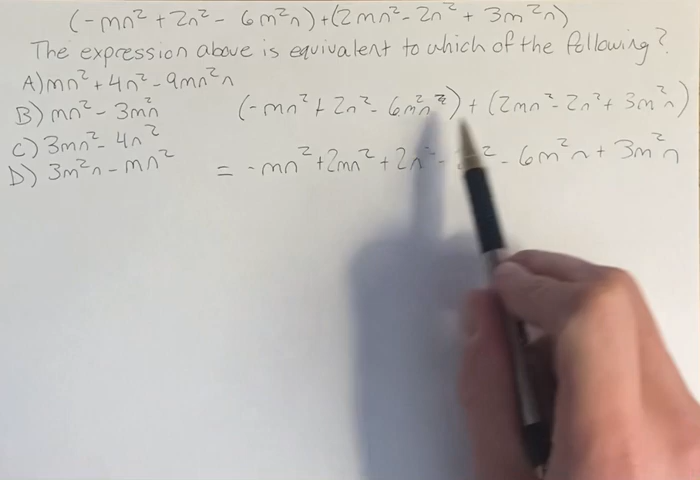 (-mn² + 2n² - 6m²n) + (2mn² - 2n² + 3m²n)
The expression above is equivalent to which of the following?
A) mn² + 4n² - 9mn²n
B) mn² - 3m²n
C) 3mn² - 4n²
D) 3m²n - mn²
(-mn² + 2n² - 6m²n) + (2mn² - 2n² + 3m²n)
= -mn² + 2mn² + 2n² - - 6m²n + 3m²n